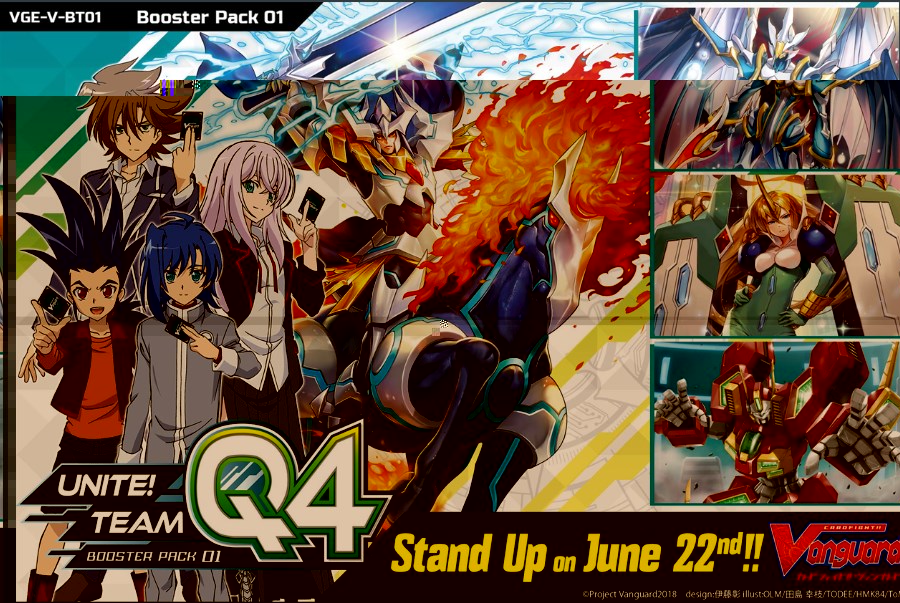 VGE-V-BT01 Booster Pack 01
UNITE!
TEAM
Q4
BOOSTER PACK 01
Stand Up on June 22nd!!
CARDFIGHT!!
Vanguard
©Project Vanguard2018 design:伊藤彰 illust:OLM/田島 幸枝/TODEE/HMK84/ToM